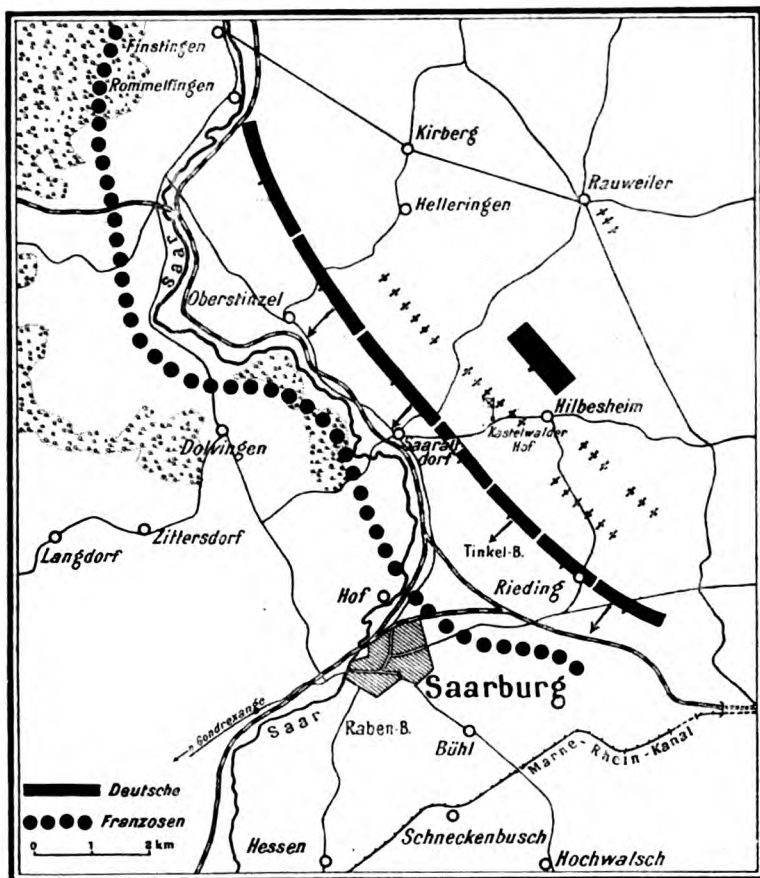 Finstingen
Rommelfingen
Kirberg
Rauweiler
Helleringen
Saar
Oberstinzel
Hilbesheim
Kastelwalder
Hof
Saaralt
dorf
Dolvingen
Zittersdorf
Langdorf
Tinkel-B.
Rieding
Hof
Saarburg
n Gondrexange
Saar
Raben-B.
Bühl
Marne-Rhein-Kanal
Deutsche
Franzosen
0 1 2 km
Schneckenbusch
Hessen
Hochwalsch